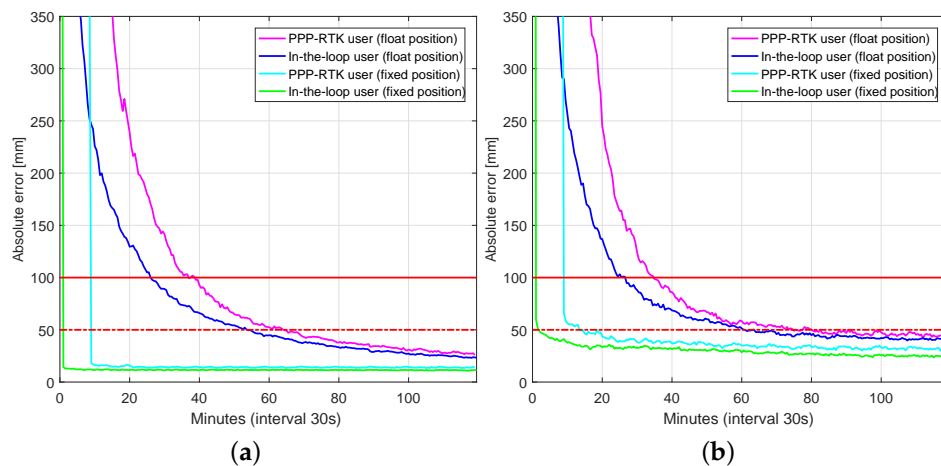 350
300
250
200
150
100
50
0
Absolute error [mm]
0 20 40 60 80 100
Minutes (interval 30s)
PPP-RTK user (float position)
In-the-loop user (float position)
PPP-RTK user (fixed position)
In-the-loop user (fixed position)
(a)
350
300
250
200
150
100
50
0
Absolute error [mm]
0 20 40 60 80 100
Minutes (interval 30s)
PPP-RTK user (float position)
In-the-loop user (float position)
PPP-RTK user (fixed position)
In-the-loop user (fixed position)
(b)